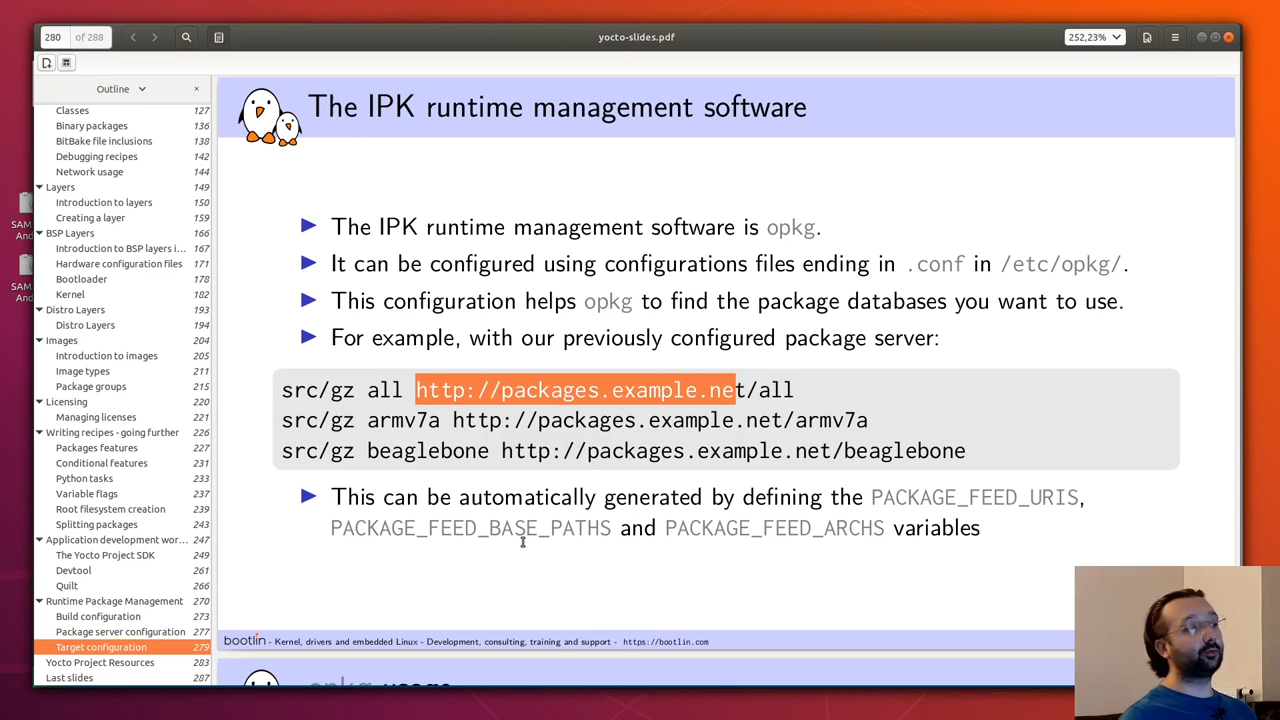 280 of 288
yocto-slides.pdf
252,23%
Outline
Classes 127
Binary packages 136
BitBake file inclusions 138
Debugging recipes 142
Network usage 144
Layers 149
Introduction to layers 150
Creating a layer 159
BSP Layers 166
Introduction to BSP layers i... 167
Hardware configuration files 171
Bootloader 178
Kernel 182
Distro Layers 193
Distro Layers 194
Images 204
Introduction to images 205
Image types 211
Package groups 215
Licensing 220
Managing licenses 221
Writing recipes - going further 226
Packages features 227
Conditional features 231
Python tasks 233
Variable flags 237
Root filesystem creation 239
Splitting packages 243
Application development wor... 247
The Yocto Project SDK 249
Devtool 261
Quilt 266
Runtime Package Management 270
Build configuration 273
Package server configuration 277
Target configuration 279
Yocto Project Resources 283
Last slides 287
SAM
And
SAM
And
The IPK runtime management software
The IPK runtime management software is opkg.
It can be configured using configurations files ending in .conf in /etc/opkg/.
This configuration helps opkg to find the package databases you want to use.
For example, with our previously configured package server:
src/gz all http://packages.example.net/all
src/gz armv7a http://packages.example.net/armv7a
src/gz beaglebone http://packages.example.net/beaglebone
This can be automatically generated by defining the PACKAGE_FEED_URIS,
PACKAGE_FEED_BASE_PATHS and PACKAGE_FEED_ARCHS variables
bootlin - Kernel, drivers and embedded Linux - Development, consulting, training and support - https://bootlin.com
opkg usage